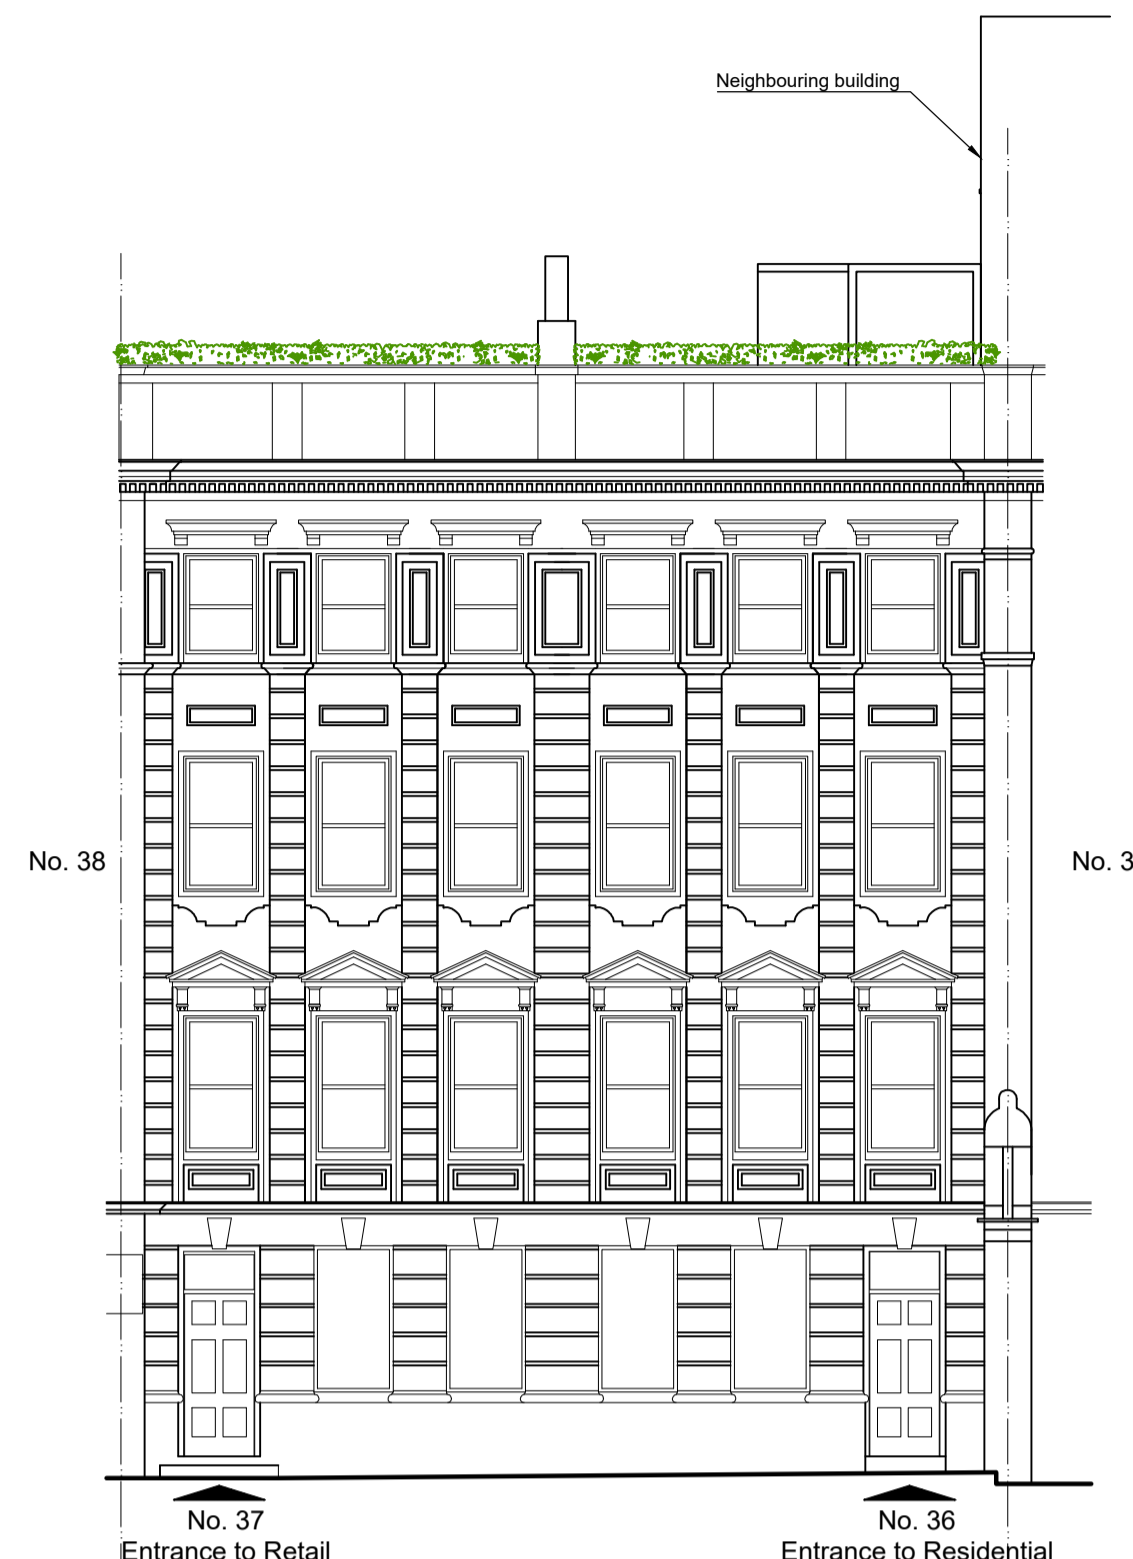 Neighbouring building
No. 38
No. 3
No. 37
Entrance to Retail
No. 36
Entrance to Residential